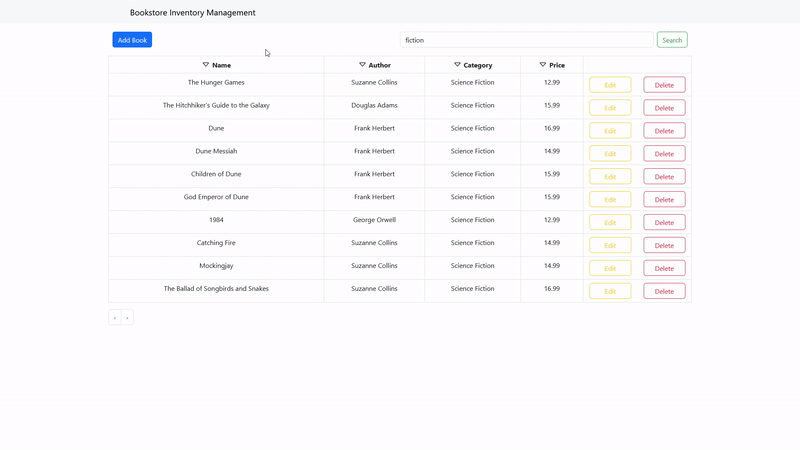 Bookstore Inventory Management
Add Book
fiction
Search
Name Author Category Price
The Hunger Games Suzanne Collins Science Fiction 12.99 Edit Delete
The Hitchhiker's Guide to the Galaxy Douglas Adams Science Fiction 15.99 Edit Delete
Dune Frank Herbert Science Fiction 16.99 Edit Delete
Dune Messiah Frank Herbert Science Fiction 14.99 Edit Delete
Children of Dune Frank Herbert Science Fiction 15.99 Edit Delete
God Emperor of Dune Frank Herbert Science Fiction 15.99 Edit Delete
1984 George Orwell Science Fiction 12.99 Edit Delete
Catching Fire Suzanne Collins Science Fiction 14.99 Edit Delete
Mockingjay Suzanne Collins Science Fiction 14.99 Edit Delete
The Ballad of Songbirds and Snakes Suzanne Collins Science Fiction 16.99 Edit Delete